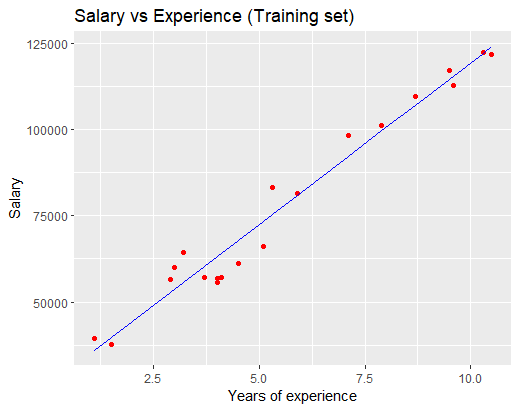 Salary vs Experience (Training set)
125000
100000
75000
50000
Salary
2.5
5.0
7.5
10.0
Years of experience